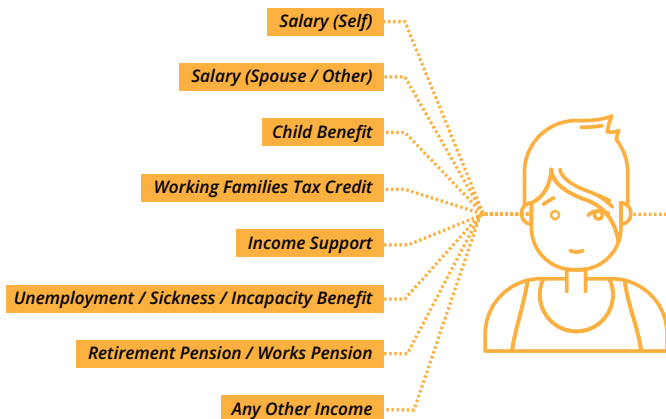 Salary (Self)
Salary (Spouse / Other)
Child Benefit
Working Families Tax Credit
Income Support
Unemployment / Sickness / Incapacity Benefit
Retirement Pension / Works Pension
Any Other Income